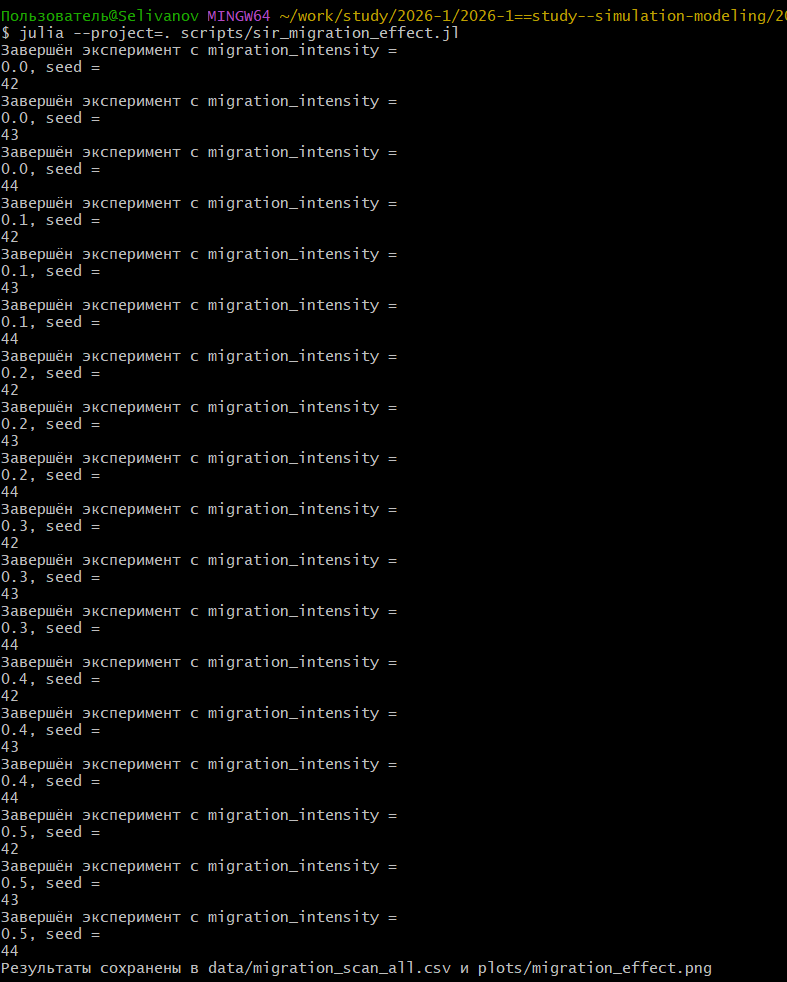 Пользователь@Selivanov MINGW64 ~/work/study/2026-1/2026-1==study--simulation-modeling/20
$ julia --project=. scripts/sir_migration_effect.jl
Завершён эксперимент с migration_intensity =
0.0, seed =
42
Завершён эксперимент с migration_intensity =
0.0, seed =
43
Завершён эксперимент с migration_intensity =
0.0, seed =
44
Завершён эксперимент с migration_intensity =
0.1, seed =
42
Завершён эксперимент с migration_intensity =
0.1, seed =
43
Завершён эксперимент с migration_intensity =
0.1, seed =
44
Завершён эксперимент с migration_intensity =
0.2, seed =
42
Завершён эксперимент с migration_intensity =
0.2, seed =
43
Завершён эксперимент с migration_intensity =
0.2, seed =
44
Завершён эксперимент с migration_intensity =
0.3, seed =
42
Завершён эксперимент с migration_intensity =
0.3, seed =
43
Завершён эксперимент с migration_intensity =
0.3, seed =
44
Завершён эксперимент с migration_intensity =
0.4, seed =
42
Завершён эксперимент с migration_intensity =
0.4, seed =
43
Завершён эксперимент с migration_intensity =
0.4, seed =
44
Завершён эксперимент с migration_intensity =
0.5, seed =
42
Завершён эксперимент с migration_intensity =
0.5, seed =
43
Завершён эксперимент с migration_intensity =
0.5, seed =
44
Результаты сохранены в data/migration_scan_all.csv и plots/migration_effect.png